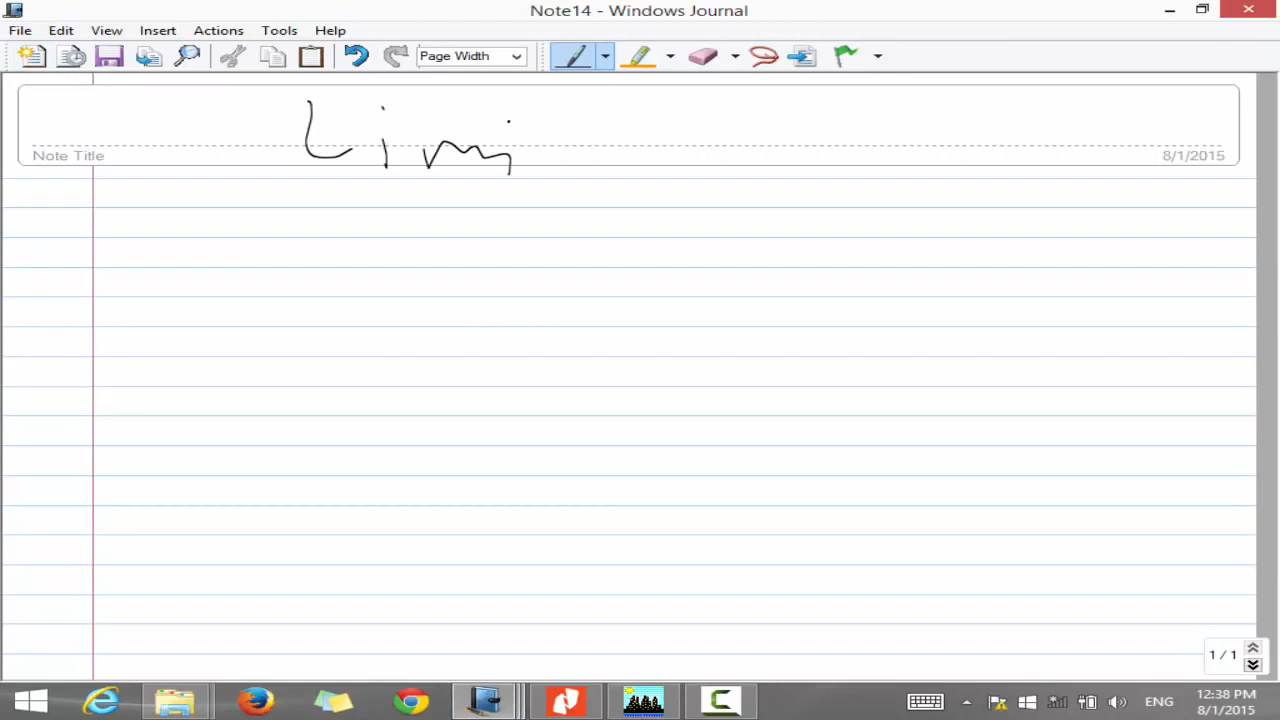 Note14 - Windows Journal
File Edit View Insert Actions Tools Help
Page Width
Limi
Note Title
8/1/2015
1 / 1
ENG
12:38 PM
8/1/2015